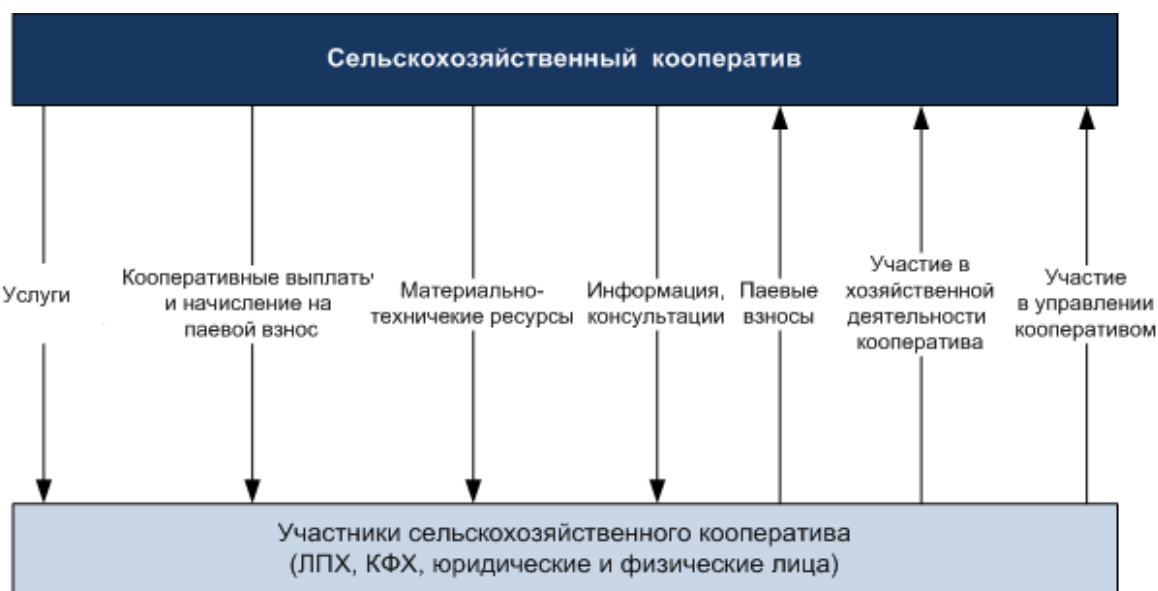 Сельскохозяйственный кооператив
Услуги
Кооперативные выплаты
и начисление на
паевой взнос
Материально-
техничекие ресурсы
Информация,
консультации
Паевые
взносы
Участие в
хозяйственной
деятельности
кооператива
Участие
в управлении
кооперативом
Участники сельскохозяйственного кооператива
(ЛПХ, КФХ, юридические и физические лица)